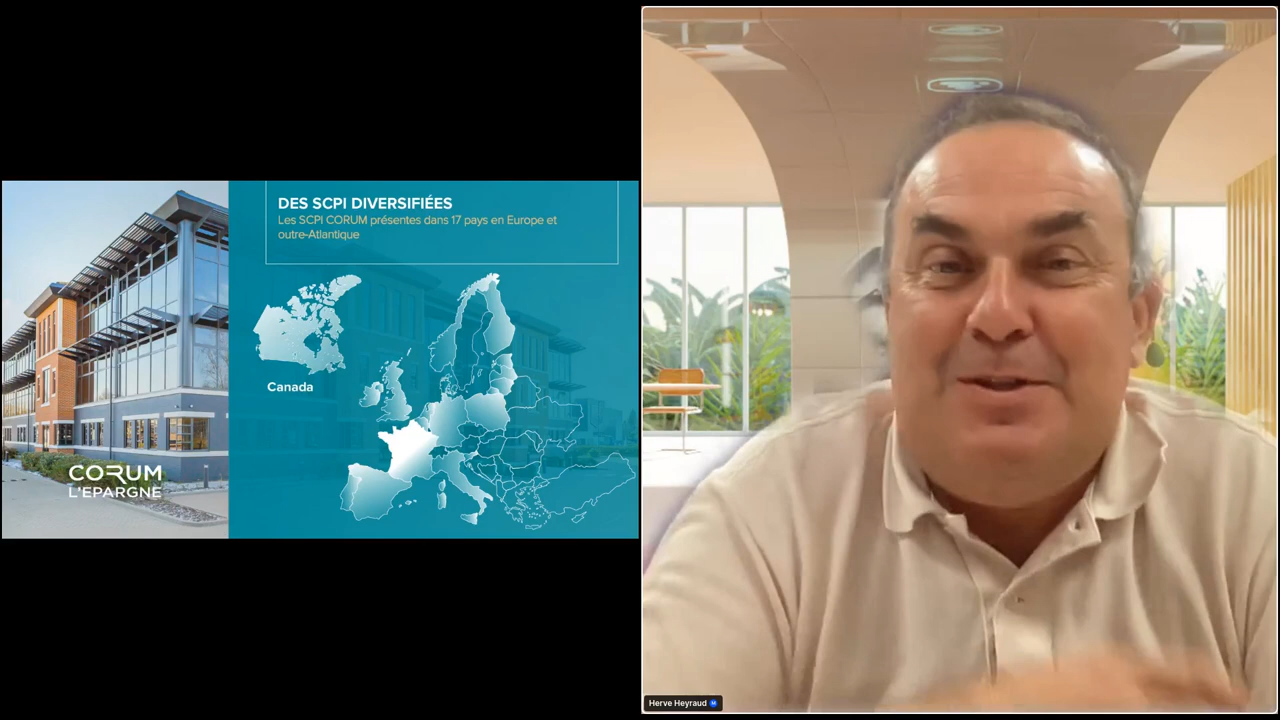 DES SCPI DIVERSIFIÉES
Les SCPI CORUM présentes dans 17 pays en Europe et
outre-Atlantique
Canada
CORUM
L'ÉPARGNE
Herve Heyraud